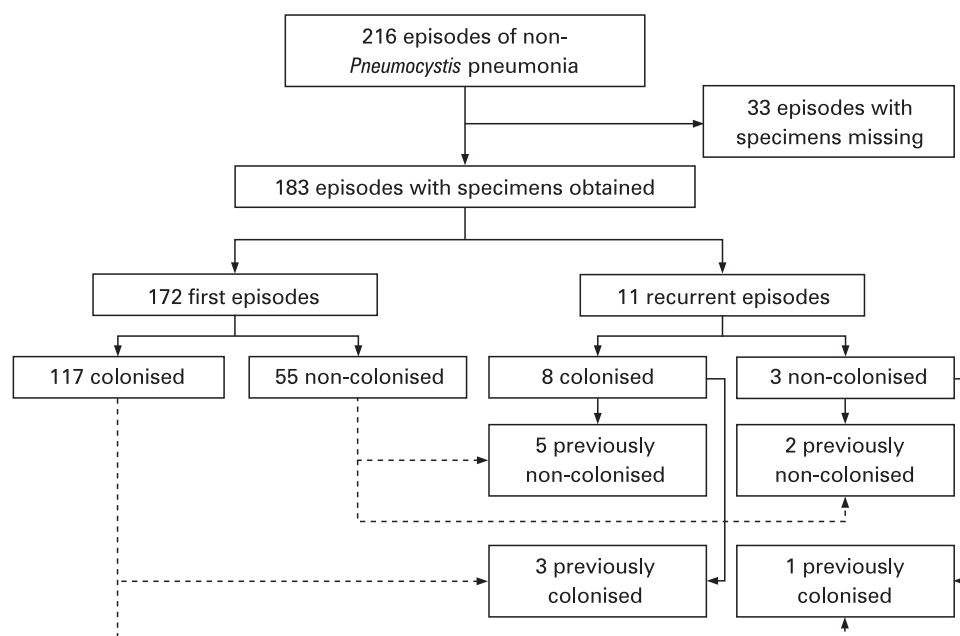 216 episodes of non-
Pneumocystis pneumonia
33 episodes with
specimens missing
183 episodes with specimens obtained
172 first episodes
11 recurrent episodes
117 colonised
55 non-colonised
8 colonised
3 non-colonised
5 previously
non-colonised
2 previously
non-colonised
3 previously
colonised
1 previously
colonised